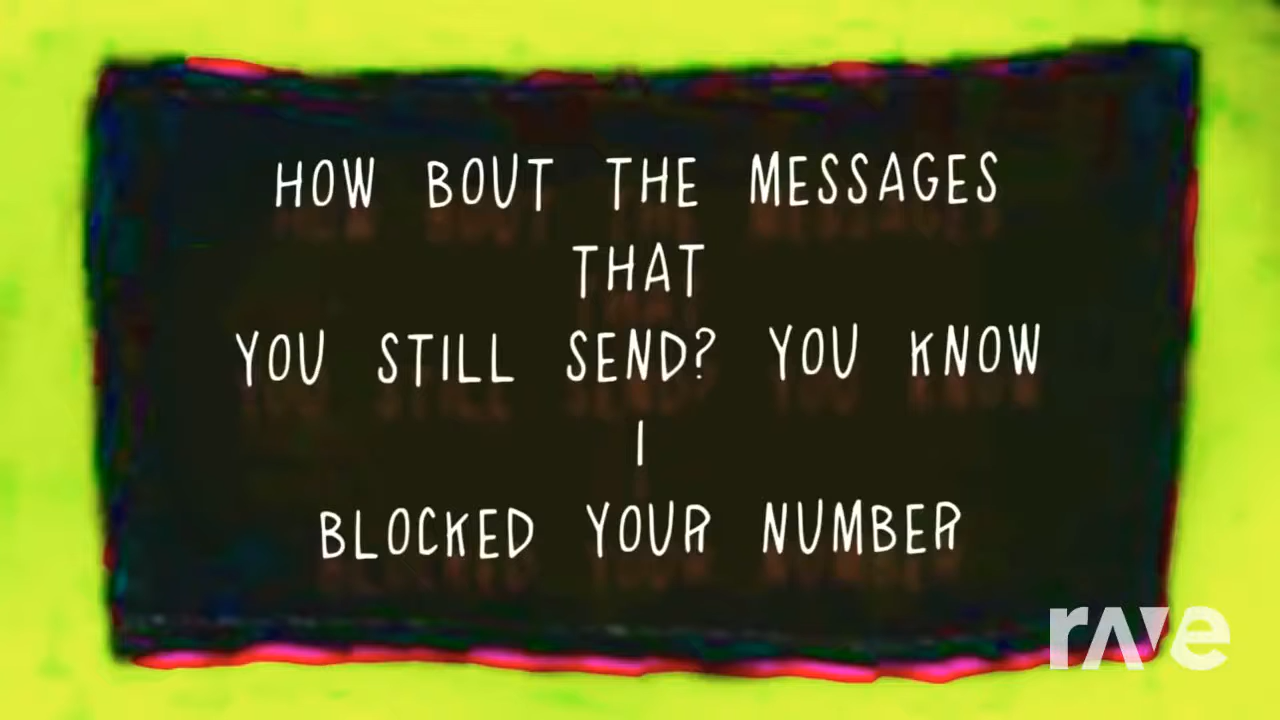 HOW BOUT THE MESSAGES
THAT
YOU STILL SEND? YOU KNOW
I
BLOCKED YOUR NUMBER
rave